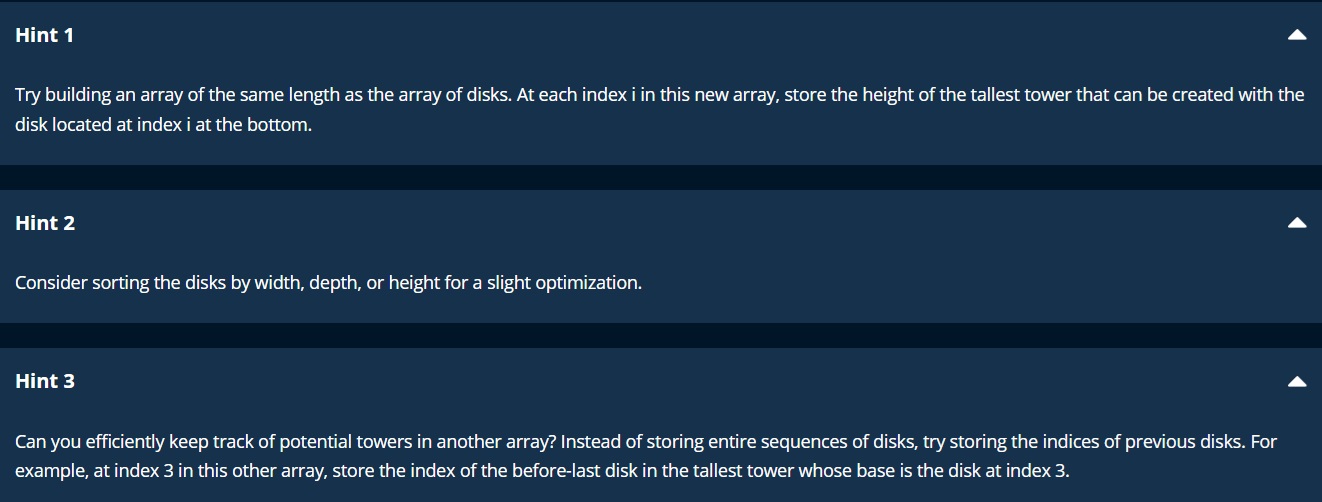 Hint 1
Try building an array of the same length as the array of disks. At each index i in this new array, store the height of the tallest tower that can be created with the
disk located at index i at the bottom.
Hint 2
Consider sorting the disks by width, depth, or height for a slight optimization.
Hint 3
Can you efficiently keep track of potential towers in another array? Instead of storing entire sequences of disks, try storing the indices of previous disks. For
example, at index 3 in this other array, store the index of the before-last disk in the tallest tower whose base is the disk at index 3.